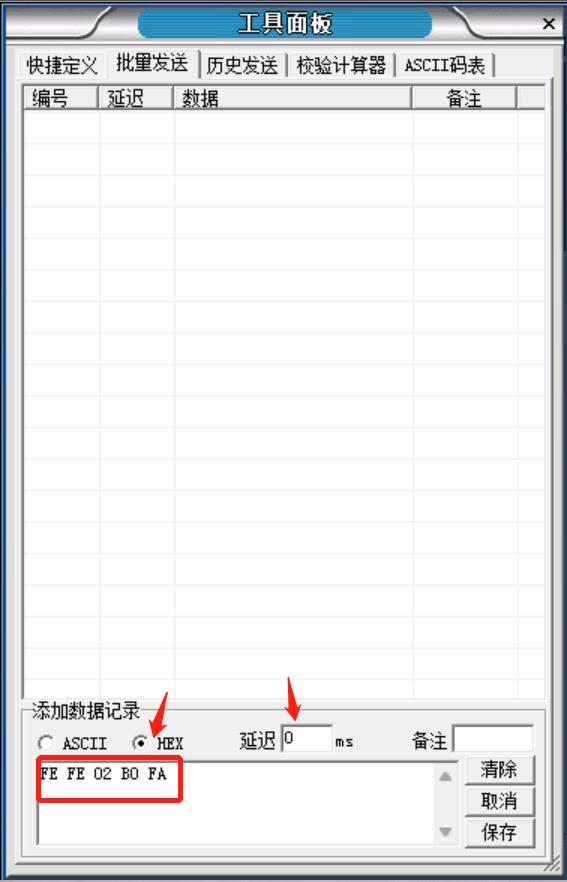 工具面板 ×
快捷定义 批量发送 历史发送 校验计算器 ASCII码表
编号 延迟 数据 备注
添加数据记录
ASCII HEX 延迟 0 ms 备注
FE FE 02 B0 FA
清除
取消
保存